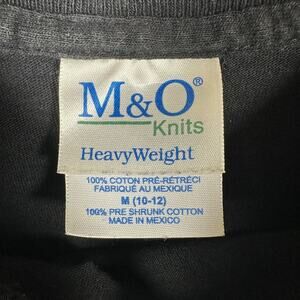 M&O®
Knits
HeavyWeight
100% COTON PRÉ-RÉTRÉCI
FABRIQUÉ AU MEXIQUE
M (10-12)
100% PRE SHRUNK COTTON
MADE IN MEXICO